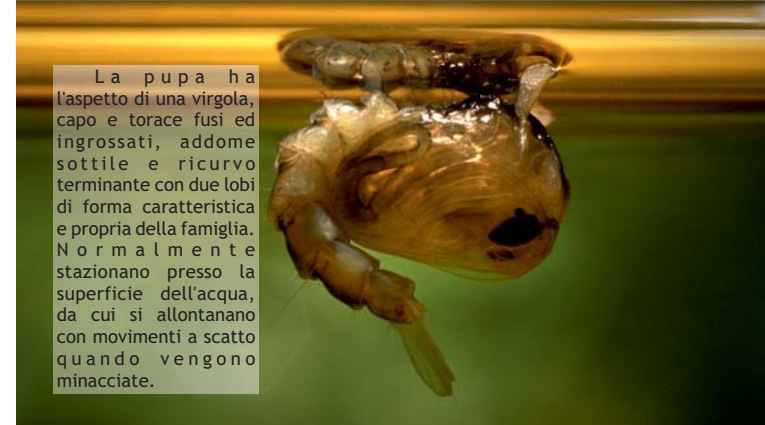 La pupa ha
l'aspetto di una virgola,
capo e torace fusi ed
ingrossati, addome
sottile e ricurvo
terminante con due lobi
di forma caratteristica
e propria della famiglia.
Normalmente
stazionano presso la
superficie dell'acqua,
da cui si allontanano
con movimenti a scatto
quando vengono
minacciate.